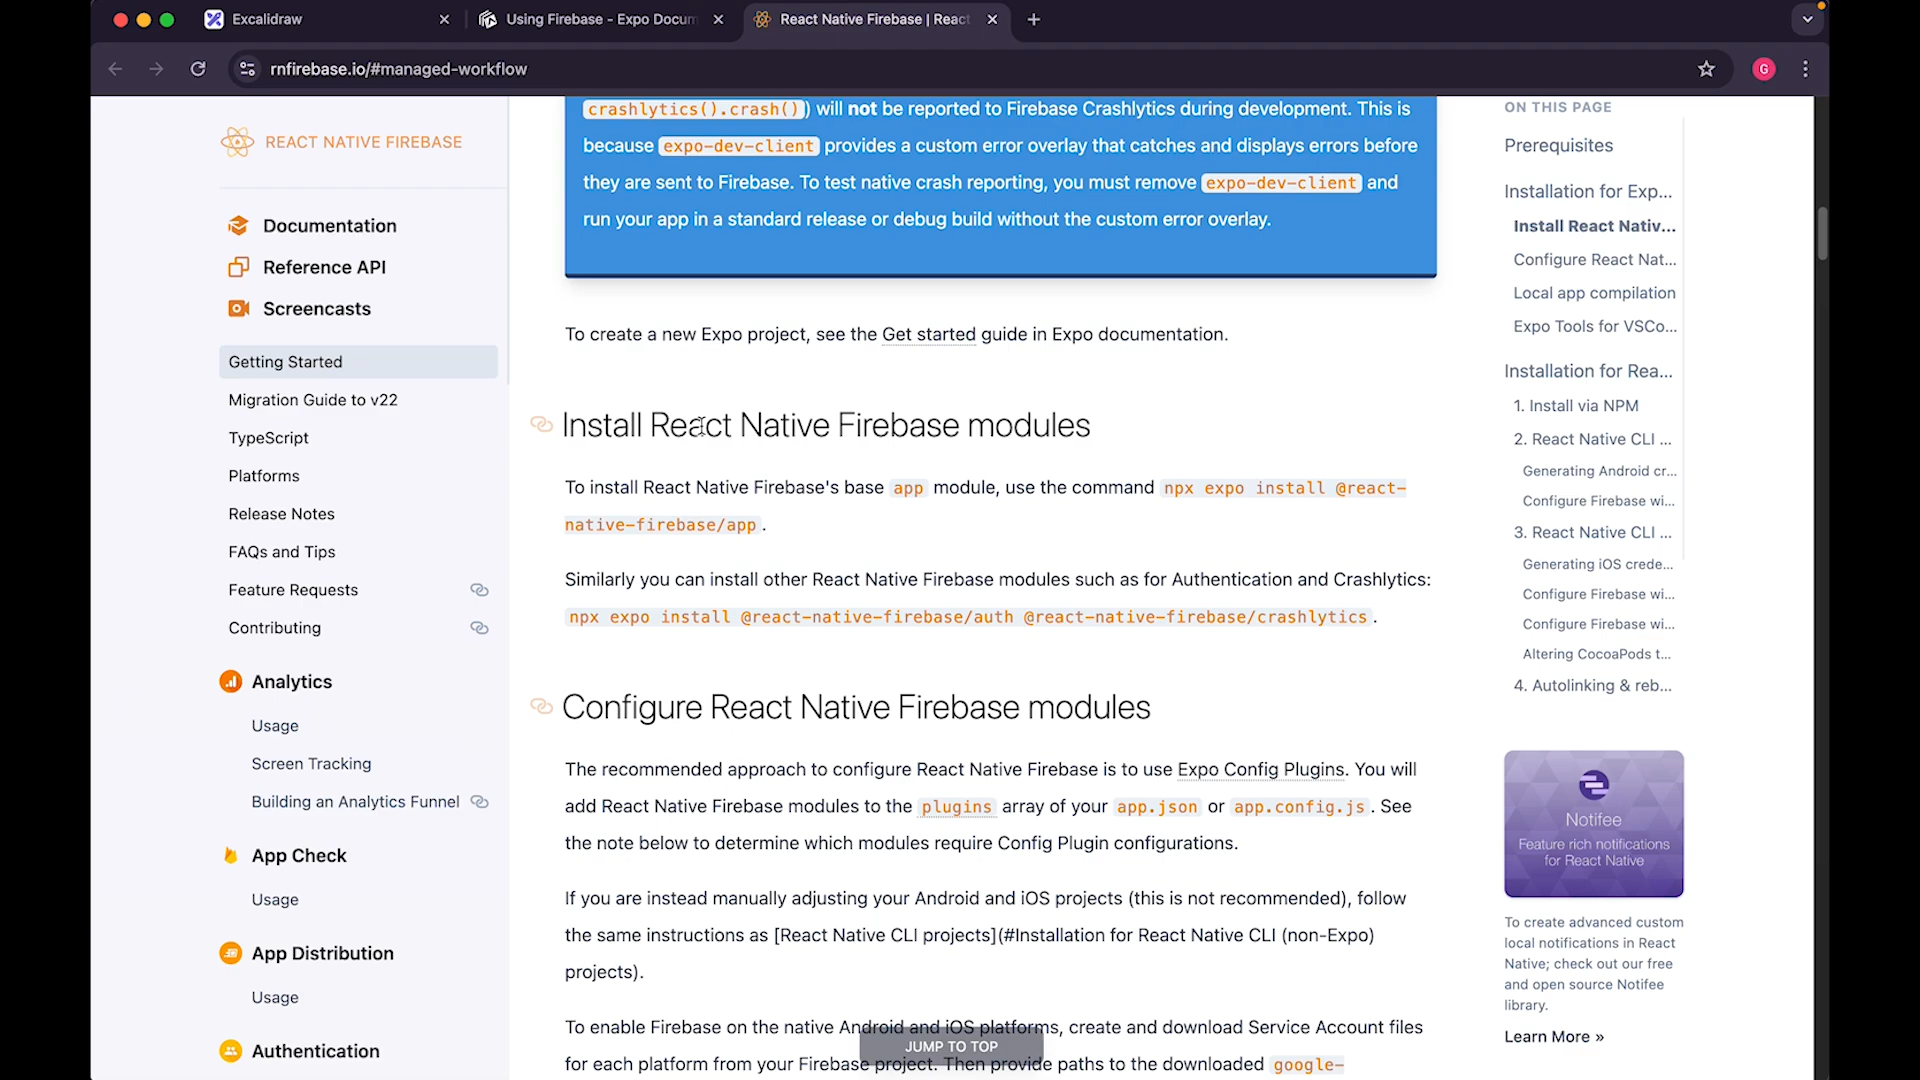 Excalidraw
Using Firebase - Expo Docum
React Native Firebase | React
rnfirebase.io/#managed-workflow
G
REACT NATIVE FIREBASE
Documentation
Reference API
Screencasts
Getting Started
Migration Guide to v22
TypeScript
Platforms
Release Notes
FAQs and Tips
Feature Requests
Contributing
Analytics
Usage
Screen Tracking
Building an Analytics Funnel
App Check
Usage
App Distribution
Usage
Authentication
crashlytics().crash()) will not be reported to Firebase Crashlytics during development. This is
because expo-dev-client provides a custom error overlay that catches and displays errors before
they are sent to Firebase. To test native crash reporting, you must remove expo-dev-client and
run your app in a standard release or debug build without the custom error overlay.
To create a new Expo project, see the Get started guide in Expo documentation.
Install React Native Firebase modules
To install React Native Firebase's base app module, use the command npx expo install @react-
native-firebase/app.
Similarly you can install other React Native Firebase modules such as for Authentication and Crashlytics:
npx expo install @react-native-firebase/auth @react-native-firebase/crashlytics.
Configure React Native Firebase modules
The recommended approach to configure React Native Firebase is to use Expo Config Plugins. You will
add React Native Firebase modules to the plugins array of your app.json or app.config.js. See
the note below to determine which modules require Config Plugin configurations.
If you are instead manually adjusting your Android and iOS projects (this is not recommended), follow
the same instructions as [React Native CLI projects](#Installation for React Native CLI (non-Expo)
projects).
To enable Firebase on the native Android and iOS platforms, create and download Service Account files
for each platform from your Firebase project. Then provide paths to the downloaded google-
JUMP TO TOP
ON THIS PAGE
Prerequisites
Installation for Exp...
Install React Nativ...
Configure React Nat...
Local app compilation
Expo Tools for VSCo...
Installation for Rea...
1. Install via NPM
2. React Native CLI ...
Generating Android cr...
Configure Firebase wi...
3. React Native CLI ...
Generating iOS crede...
Configure Firebase wi...
Configure Firebase wi...
Altering CocoaPods t...
4. Autolinking & reb...
Notifee
Feature rich notifications
for React Native
To create advanced custom
local notifications in React
Native; check out our free
and open source Notifee
library.
Learn More »